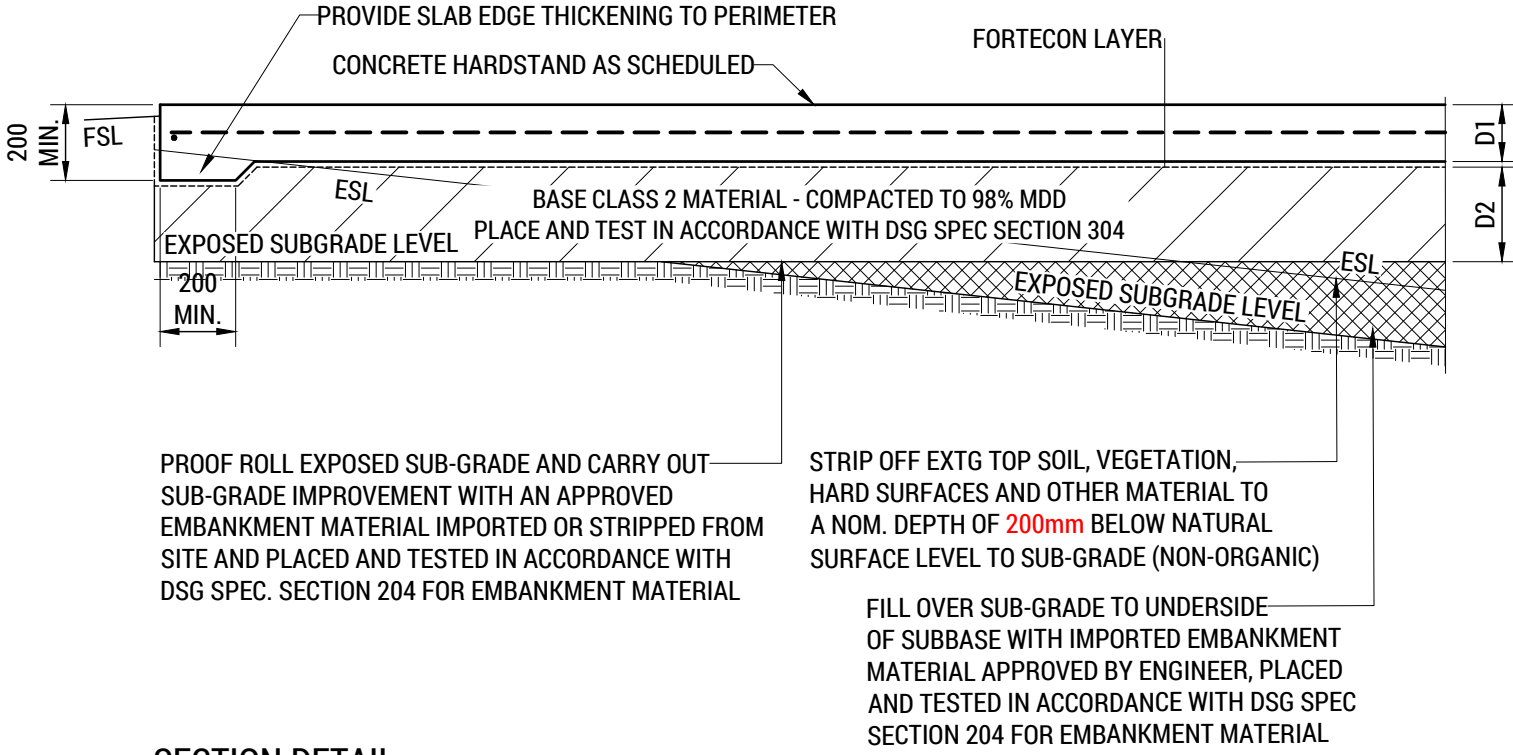 PROVIDE SLAB EDGE THICKENING TO PERIMETER
FORTECON LAYER
CONCRETE HARDSTAND AS SCHEDULED
200
MIN.
FSL
D1
ESL
BASE CLASS 2 MATERIAL - COMPACTED TO 98% MDD
PLACE AND TEST IN ACCORDANCE WITH DSG SPEC SECTION 304
D2
EXPOSED SUBGRADE LEVEL
ESL
EXPOSED SUBGRADE LEVEL
200
MIN.
PROOF ROLL EXPOSED SUB-GRADE AND CARRY OUT
SUB-GRADE IMPROVEMENT WITH AN APPROVED
EMBANKMENT MATERIAL IMPORTED OR STRIPPED FROM
SITE AND PLACED AND TESTED IN ACCORDANCE WITH
DSG SPEC. SECTION 204 FOR EMBANKMENT MATERIAL
STRIP OFF EXTG TOP SOIL, VEGETATION,
HARD SURFACES AND OTHER MATERIAL TO
A NOM. DEPTH OF 200mm BELOW NATURAL
SURFACE LEVEL TO SUB-GRADE (NON-ORGANIC)
FILL OVER SUB-GRADE TO UNDERSIDE
OF SUBBASE WITH IMPORTED EMBANKMENT
MATERIAL APPROVED BY ENGINEER, PLACED
AND TESTED IN ACCORDANCE WITH DSG SPEC
SECTION 204 FOR EMBANKMENT MATERIAL
SECTION DETAIL